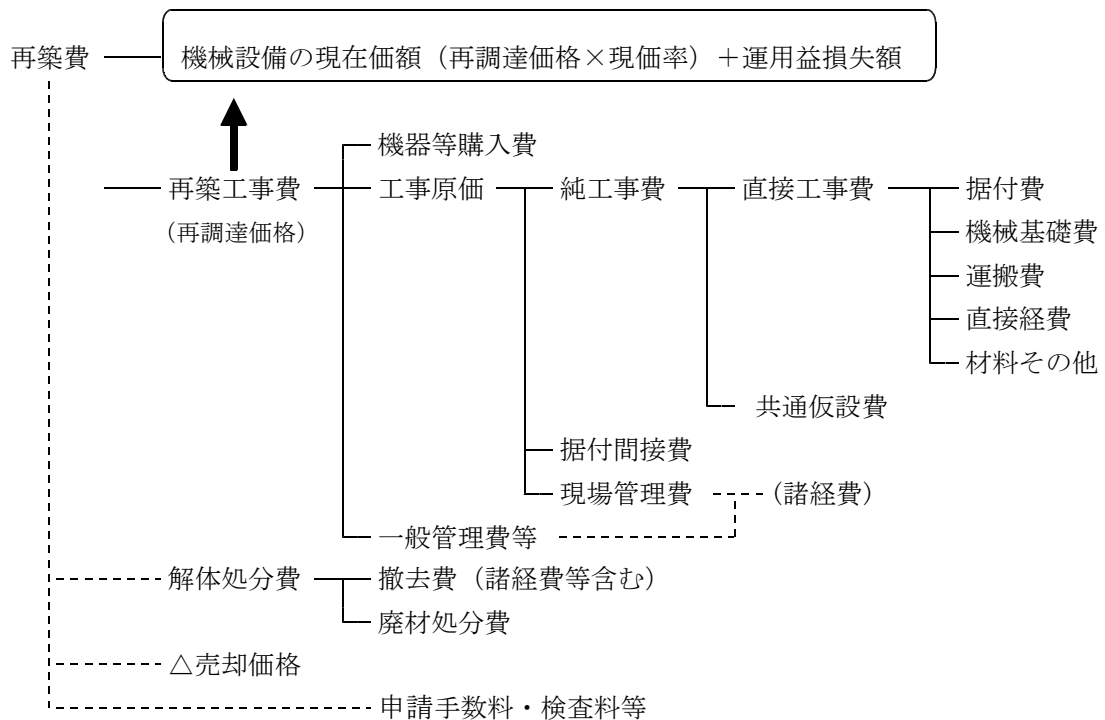 再築費 機械設備の現在価額（再調達価格×現価率）＋運用益損失額
機器等購入費
再築工事費 工事原価 純工事費 直接工事費 据付費
（再調達価格） 機械基礎費
運搬費
直接経費
材料その他
共通仮設費
据付間接費
現場管理費 （諸経費）
一般管理費等
解体処分費 撤去費（諸経費等含む）
廃材処分費
△売却価格
申請手数料・検査料等